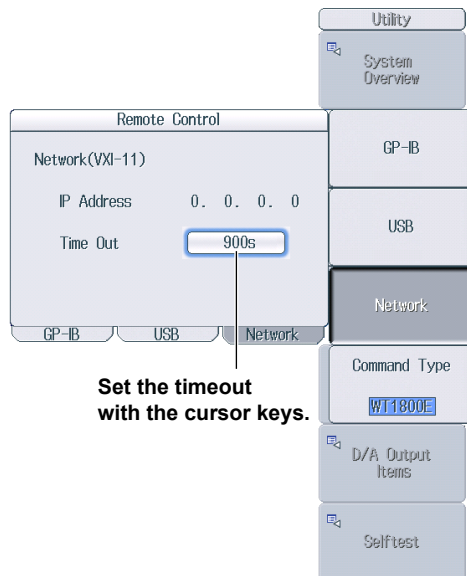 Utility
System
Overview
Remote Control
Network(VXI-11)
IP Address 0. 0. 0. 0
Time Out 900s
GP-IB USB Network
Set the timeout
with the cursor keys.
GP-IB
USB
Network
Command Type
WT1800E
D/A Output
Items
Selftest